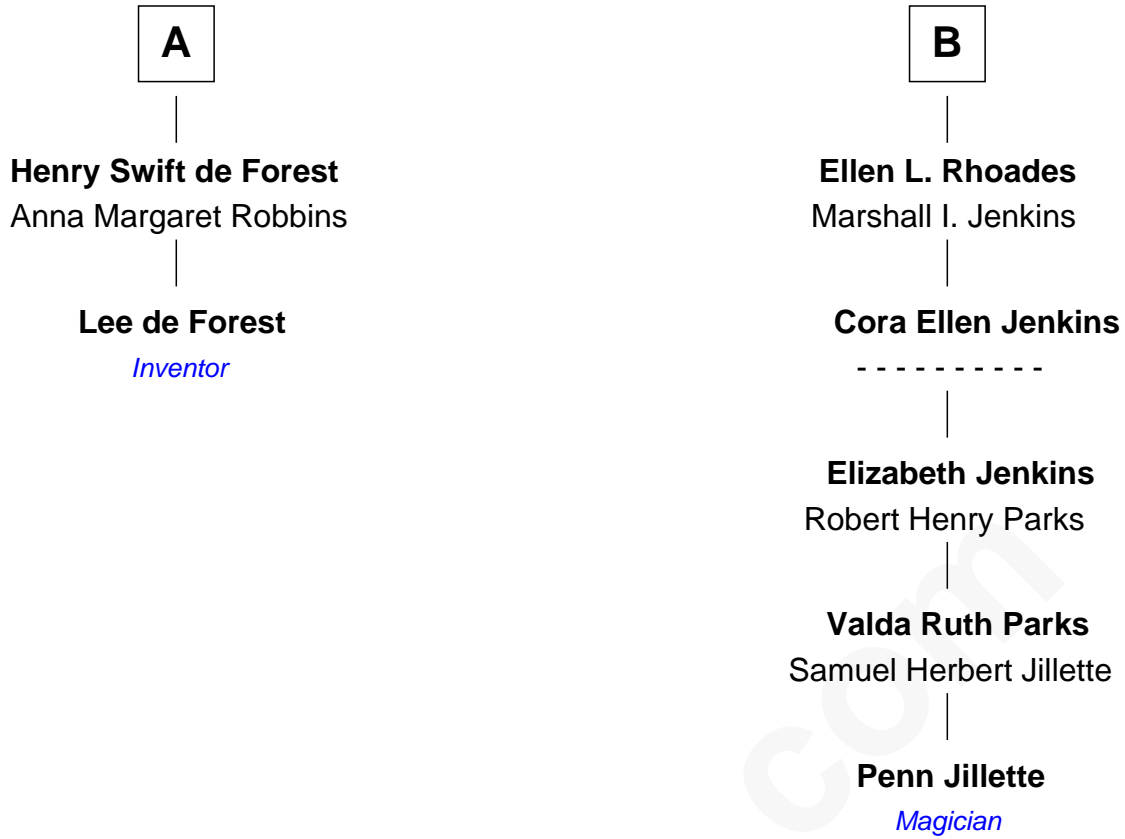 A
Henry Swift de Forest
Anna Margaret Robbins
Lee de Forest
Inventor
B
Ellen L. Rhoades
Marshall I. Jenkins
Cora Ellen Jenkins
- - - - - - - - - -
Elizabeth Jenkins
Robert Henry Parks
Valda Ruth Parks
Samuel Herbert Jillette
Penn Jillette
Magician
com